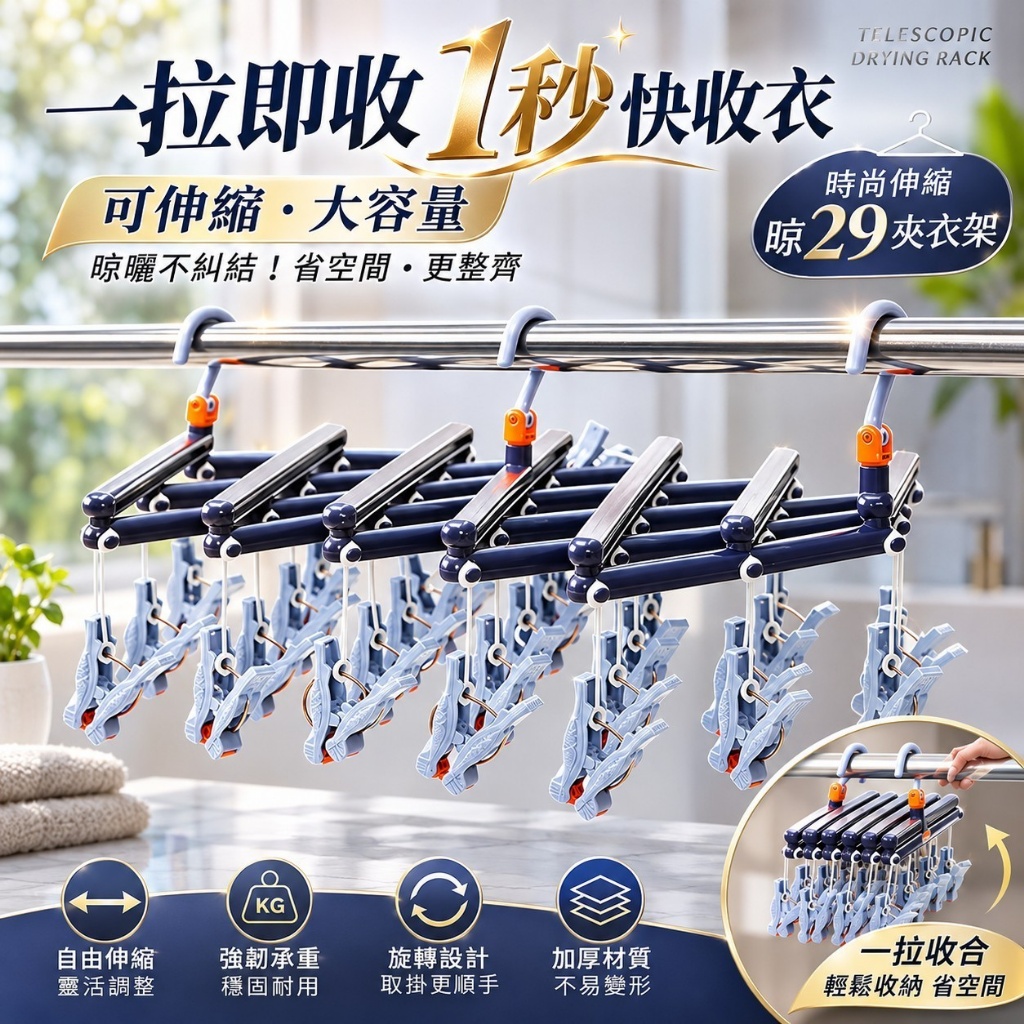 TELESCOPIC
DRYING RACK
一拉即收1秒快收衣
可伸縮・大容量
晾曬不糾結！省空間・更整齊
時尚伸縮
晾29夾衣架
KG
自由伸縮
靈活調整
強韌承重
穩固耐用
旋轉設計
取掛更順手
加厚材質
不易變形
一拉收合
輕鬆收納 省空間